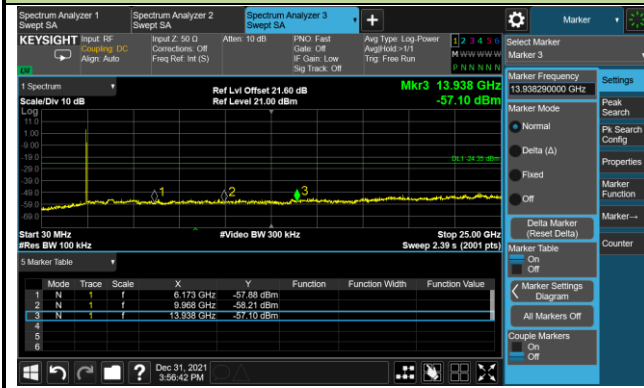 Spectrum Analyzer 1
Swept SA
Spectrum Analyzer 2
Swept SA
Spectrum Analyzer 3
Swept SA
+
Marker
KEYSIGHT
Input: RF
Coupling: DC
Align: Auto
Input Z: 50 Ω
Corrections: Off
Freq Ref: Int (S)
Atten: 10 dB
PNO: Fast
Gate: Off
IF Gain: Low
Sig Track: Off
Avg Type: Log-Power
Avg|Hold:>1/1
Trig: Free Run
1 2 3 4 5 6
M W W W W W
P N N N N N
Select Marker
Marker 3
1 Spectrum
Scale/Div 10 dB
Log
Ref Lvl Offset 21.60 dB
Ref Level 21.00 dBm
Mkr3 13.938 GHz
-57.10 dBm
11.0
1.00
-9.00
-19.0
-29.0
-39.0
-49.0
-59.0
-69.0
DL1 -24.35 dBm
1
2
3
Start 30 MHz
#Res BW 100 kHz
#Video BW 300 kHz
Stop 25.00 GHz
Sweep 2.39 s (2001 pts)
5 Marker Table
Mode Trace Scale X Y Function Function Width Function Value
1 N 1 f 6.173 GHz -57.88 dBm
2 N 1 f 9.968 GHz -58.21 dBm
3 N 1 f 13.938 GHz -57.10 dBm
4
5
6
Marker Frequency
13.938290000 GHz
Marker Mode
Normal
Delta (Δ)
Fixed
Off
Delta Marker
(Reset Delta)
Marker Table
On
Off
Marker Settings
Diagram
All Markers Off
Couple Markers
On
Off
Settings
Peak
Search
Pk Search
Config
Properties
Marker
Function
Marker→
Counter
?
Dec 31, 2021
3:56:42 PM